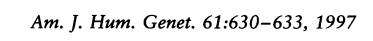 Am. J. Hum. Genet. 61:630–633, 1997